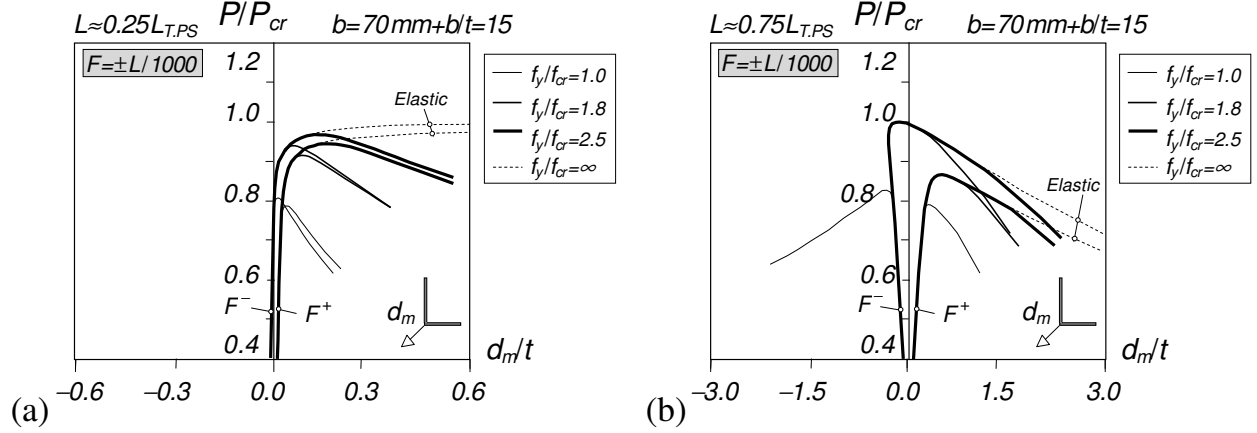 L≈0.25L_T.PS P/P_cr b=70mm+b/t=15
F=±L/1000
1.2
1.0
0.8
0.6
0.4
Elastic
f_y/f_cr=1.0
f_y/f_cr=1.8
f_y/f_cr=2.5
f_y/f_cr=∞
F⁻ F⁺
d_m
d_m/t
−0.6 −0.3 0.0 0.3 0.6
(a)
L≈0.75L_T.PS P/P_cr b=70mm+b/t=15
F=±L/1000
1.2
1.0
0.8
0.6
0.4
Elastic
f_y/f_cr=1.0
f_y/f_cr=1.8
f_y/f_cr=2.5
f_y/f_cr=∞
F⁻ F⁺
d_m
d_m/t
−3.0 −1.5 0.0 1.5 3.0
(b)